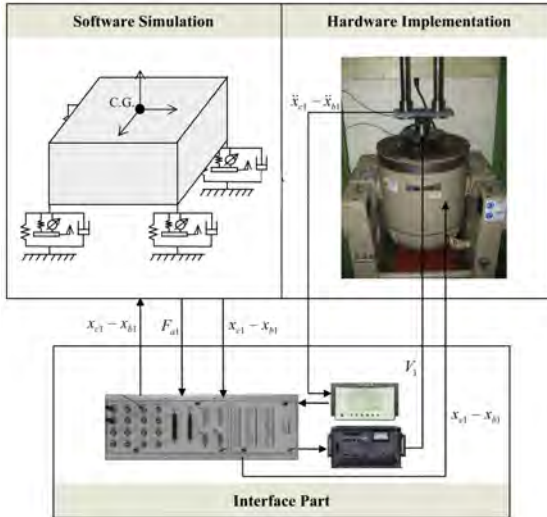 Software Simulation
Hardware Implementation
C.G.
ẍc1 − ẍb1
xc1 − xb1
Fa1
xc1 − xb1
V1
xc1 − xb1
Interface Part